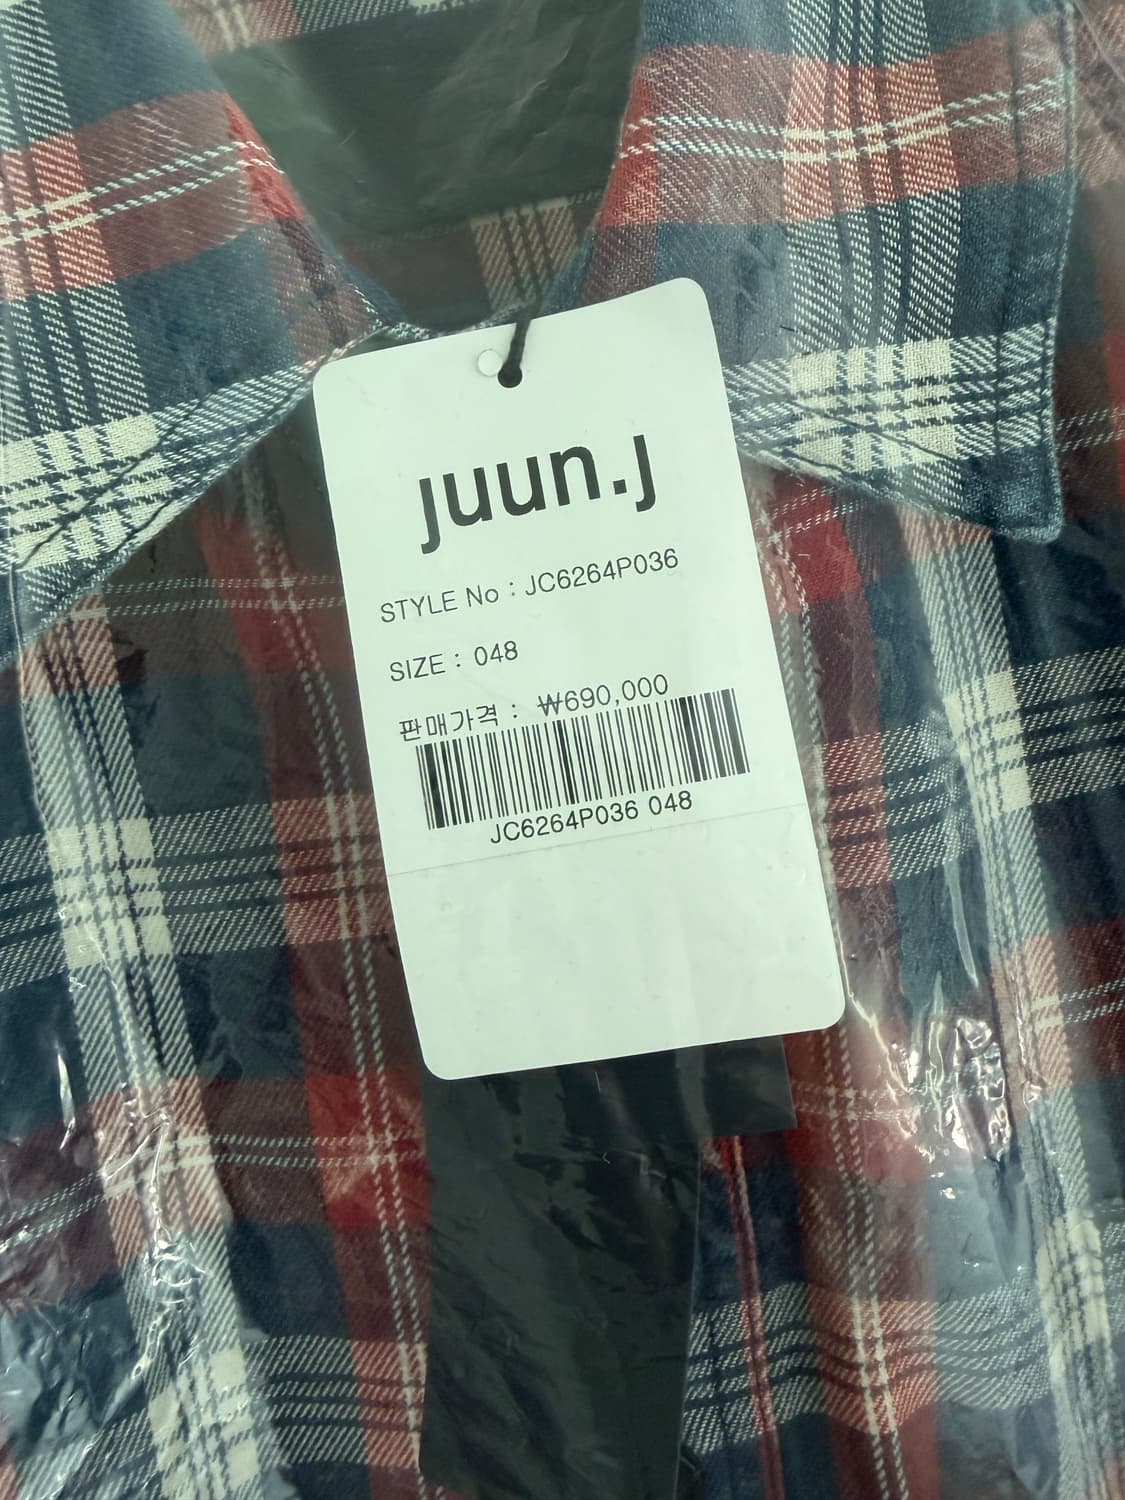 juun.j
STYLE No : JC6264P036
SIZE : 048
판매가격 : ₩690,000
JC6264P036 048